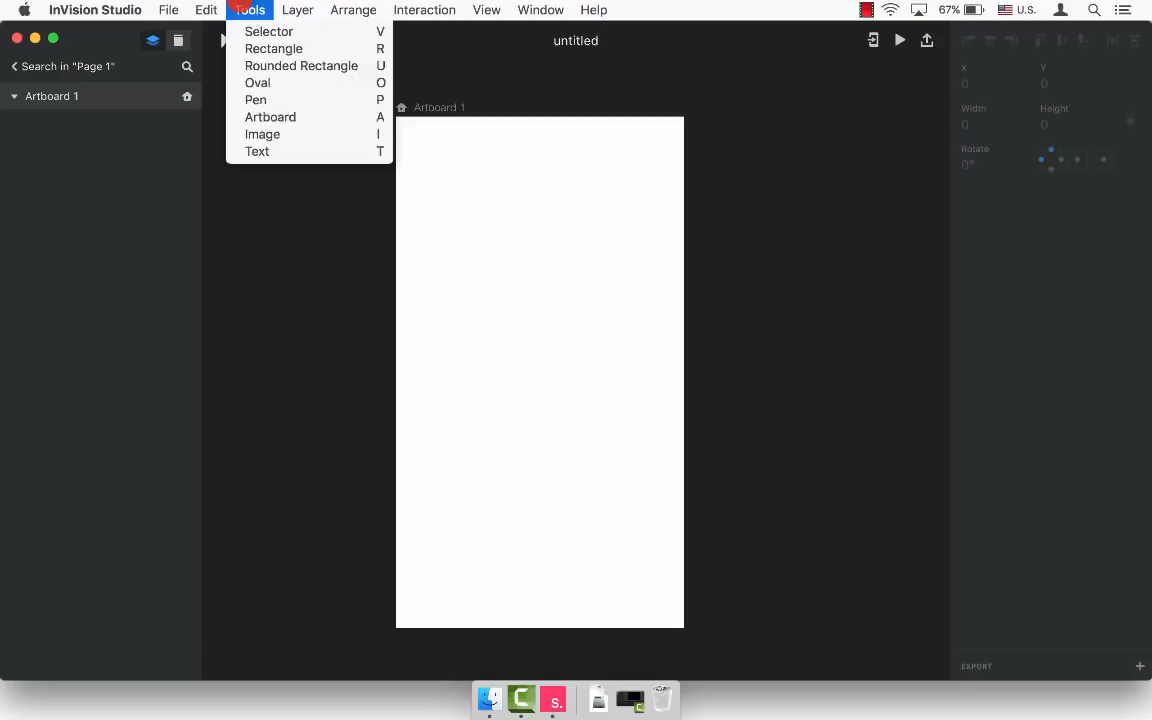 InVision Studio File Edit Tools Layer Arrange Interaction View Window Help 67% U.S.
Selector V
Rectangle R
Rounded Rectangle U
Oval O
Pen P
Artboard A
Image I
Text T
untitled
Search in "Page 1"
Artboard 1
Artboard 1
X Y
0 0
Width Height
0 0
Rotate
0°
EXPORT
s.